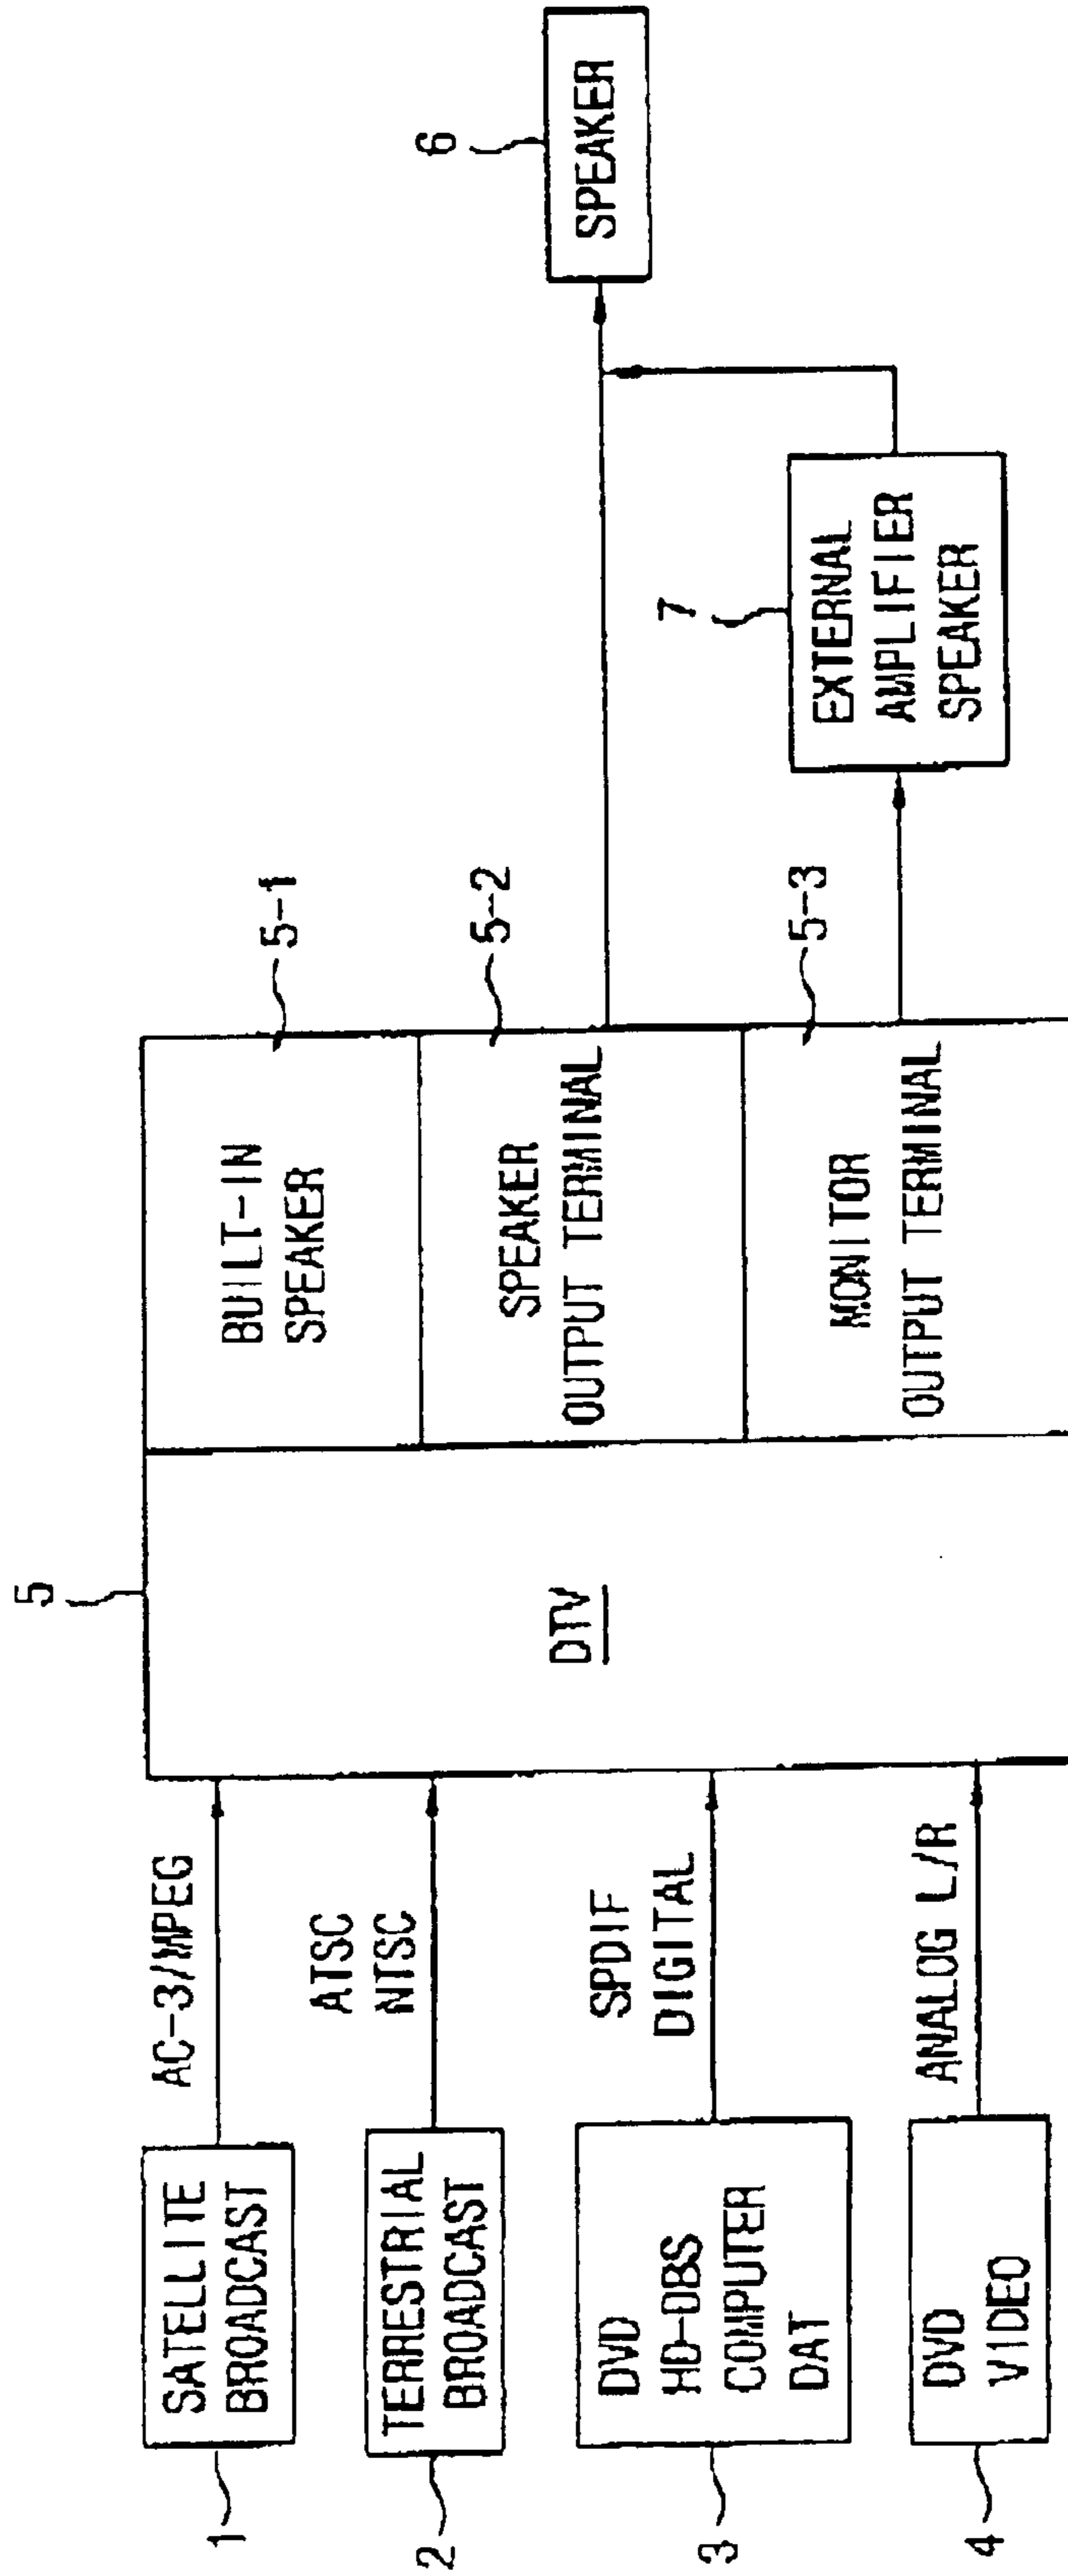 1
SATELLITE
BROADCAST
AC-3/MPEG
2
TERRESTRIAL
BROADCAST
ATSC
NTSC
3
DVD
HD-DBS
COMPUTER
DAT
SPDIF
DIGITAL
4
DVD
VIDEO
ANALOG L/R
5
DTV
BUILT-IN
SPEAKER
5-1
SPEAKER
OUTPUT TERMINAL
5-2
MONITOR
OUTPUT TERMINAL
5-3
6
SPEAKER
7
EXTERNAL
AMPLIFIER
SPEAKER